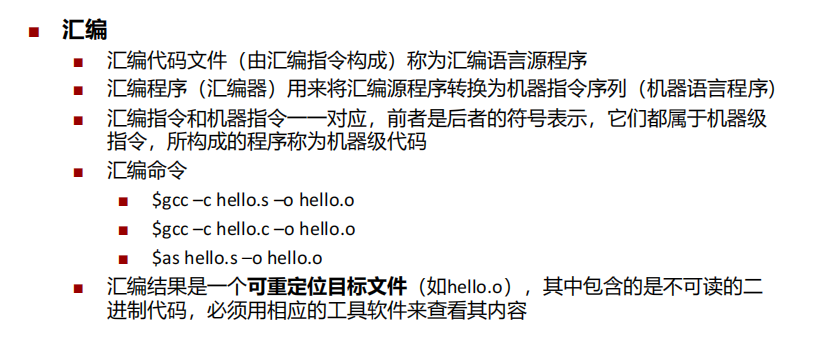 汇编
汇编代码文件（由汇编指令构成）称为汇编语言源程序
汇编程序（汇编器）用来将汇编源程序转换为机器指令序列（机器语言程序）
汇编指令和机器指令一一对应，前者是后者的符号表示，它们都属于机器级
指令，所构成的程序称为机器级代码
汇编命令
$gcc –c hello.s –o hello.o
$gcc –c hello.c –o hello.o
$as hello.s –o hello.o
汇编结果是一个可重定位目标文件（如hello.o），其中包含的是不可读的二
进制代码，必须用相应的工具软件来查看其内容